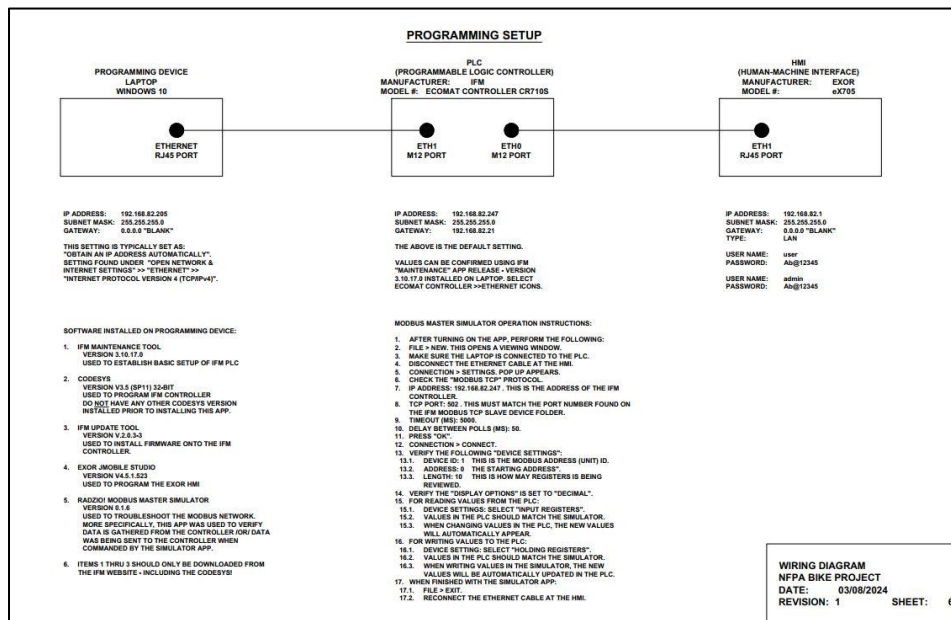 PROGRAMMING SETUP
PROGRAMMING DEVICE
LAPTOP
WINDOWS 10
ETHERNET
RJ45 PORT
PLC
(PROGRAMMABLE LOGIC CONTROLLER)
MANUFACTURER: IFM
MODEL #: ECOMAT CONTROLLER CR710S
ETH1
M12 PORT
ETH0
M12 PORT
HMI
(HUMAN-MACHINE INTERFACE)
MANUFACTURER: EXOR
MODEL #: eX705
ETH1
RJ45 PORT
IP ADDRESS: 192.168.82.205
SUBNET MASK: 255.255.255.0
GATEWAY: 0.0.0.0 "BLANK"
THIS SETTING IS TYPICALLY SET AS:
"OBTAIN AN IP ADDRESS AUTOMATICALLY".
SETTING FOUND UNDER "OPEN NETWORK &
INTERNET SETTINGS" >> "ETHERNET" >>
"INTERNET PROTOCOL VERSION 4 (TCP/IPv4)".
IP ADDRESS: 192.168.82.247
SUBNET MASK: 255.255.255.0
GATEWAY: 192.168.82.21
THE ABOVE IS THE DEFAULT SETTING.
VALUES CAN BE CONFIRMED USING IFM
"MAINTENANCE" APP RELEASE - VERSION
3.10.17.0 INSTALLED ON LAPTOP. SELECT
ECOMAT CONTROLLER >>ETHERNET ICONS.
IP ADDRESS: 192.168.82.1
SUBNET MASK: 255.255.255.0
GATEWAY: 0.0.0.0 "BLANK"
TYPE: LAN
USER NAME: user
PASSWORD: Ab@12345
USER NAME: admin
PASSWORD: Ab@12345
SOFTWARE INSTALLED ON PROGRAMMING DEVICE:
1. IFM MAINTENANCE TOOL
VERSION 3.10.17.0
USED TO ESTABLISH BASIC SETUP OF IFM PLC
2. CODESYS
VERSION V3.5 (SP11) 32-BIT
USED TO PROGRAM IFM CONTROLLER
DO NOT HAVE ANY OTHER CODESYS VERSION
INSTALLED PRIOR TO INSTALLING THIS APP.
3. IFM UPDATE TOOL
VERSION V.2.0.3-3
USED TO INSTALL FIRMWARE ONTO THE IFM
CONTROLLER.
4. EXOR JMOBILE STUDIO
VERSION V4.5.1.523
USED TO PROGRAM THE EXOR HMI
5. RADZIO! MODBUS MASTER SIMULATOR
VERSION 0.1.6
USED TO TROUBLESHOOT THE MODBUS NETWORK.
MORE SPECIFICALLY, THIS APP WAS USED TO VERIFY
DATA IS GATHERED FROM THE CONTROLLER /OR/ DATA
WAS BEING SENT TO THE CONTROLLER WHEN
COMMANDED BY THE SIMULATOR APP.
6. ITEMS 1 THRU 3 SHOULD ONLY BE DOWNLOADED FROM
THE IFM WEBSITE - INCLUDING THE CODESYS!
MODBUS MASTER SIMULATOR OPERATION INSTRUCTIONS:
1. AFTER TURNING ON THE APP, PERFORM THE FOLLOWING:
2. FILE > NEW. THIS OPENS A VIEWING WINDOW.
3. MAKE SURE THE LAPTOP IS CONNECTED TO THE PLC.
4. DISCONNECT THE ETHERNET CABLE AT THE HMI.
5. CONNECTION > SETTINGS. POP UP APPEARS.
6. CHECK THE "MODBUS TCP" PROTOCOL.
7. IP ADDRESS: 192.168.82.247 . THIS IS THE ADDRESS OF THE IFM
CONTROLLER.
8. TCP PORT: 502 . THIS MUST MATCH THE PORT NUMBER FOUND ON
THE IFM MODBUS TCP SLAVE DEVICE FOLDER.
9. TIMEOUT (MS): 5000.
10. DELAY BETWEEN POLLS (MS): 50.
11. PRESS "OK".
12. CONNECTION > CONNECT.
13. VERIFY THE FOLLOWING "DEVICE SETTINGS":
13.1. DEVICE ID: 1 THIS IS THE MODBUS ADDRESS (UNIT) ID.
13.2. ADDRESS: 0 THE STARTING ADDRESS".
13.3. LENGTH: 10 THIS IS HOW MAY REGISTERS IS BEING
REVIEWED.
14. VERIFY THE "DISPLAY OPTIONS" IS SET TO "DECIMAL".
15. FOR READING VALUES FROM THE PLC:
15.1. DEVICE SETTINGS: SELECT "INPUT REGISTERS".
15.2. VALUES IN THE PLC SHOULD MATCH THE SIMULATOR.
15.3. WHEN CHANGING VALUES IN THE PLC, THE NEW VALUES
WILL AUTOMATICALLY APPEAR.
16. FOR WRITING VALUES TO THE PLC:
16.1. DEVICE SETTING: SELECT "HOLDING REGISTERS".
16.2. VALUES IN THE PLC SHOULD MATCH THE SIMULATOR.
16.3. WHEN WRITING VALUES IN THE SIMULATOR, THE NEW
VALUES WILL BE AUTOMATICALLY UPDATED IN THE PLC.
17. WHEN FINISHED WITH THE SIMULATOR APP:
17.1. FILE > EXIT.
17.2. RECONNECT THE ETHERNET CABLE AT THE HMI.
WIRING DIAGRAM
NFPA BIKE PROJECT
DATE: 03/08/2024
REVISION: 1 SHEET: 6